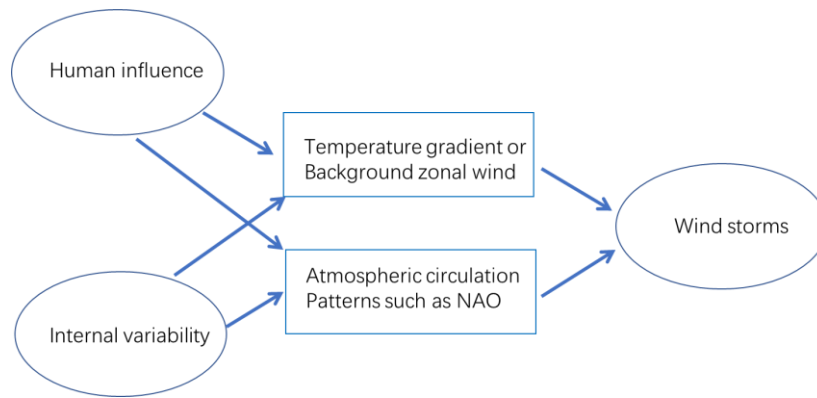 Human influence
Temperature gradient or
Background zonal wind
Wind storms
Atmospheric circulation
Patterns such as NAO
Internal variability